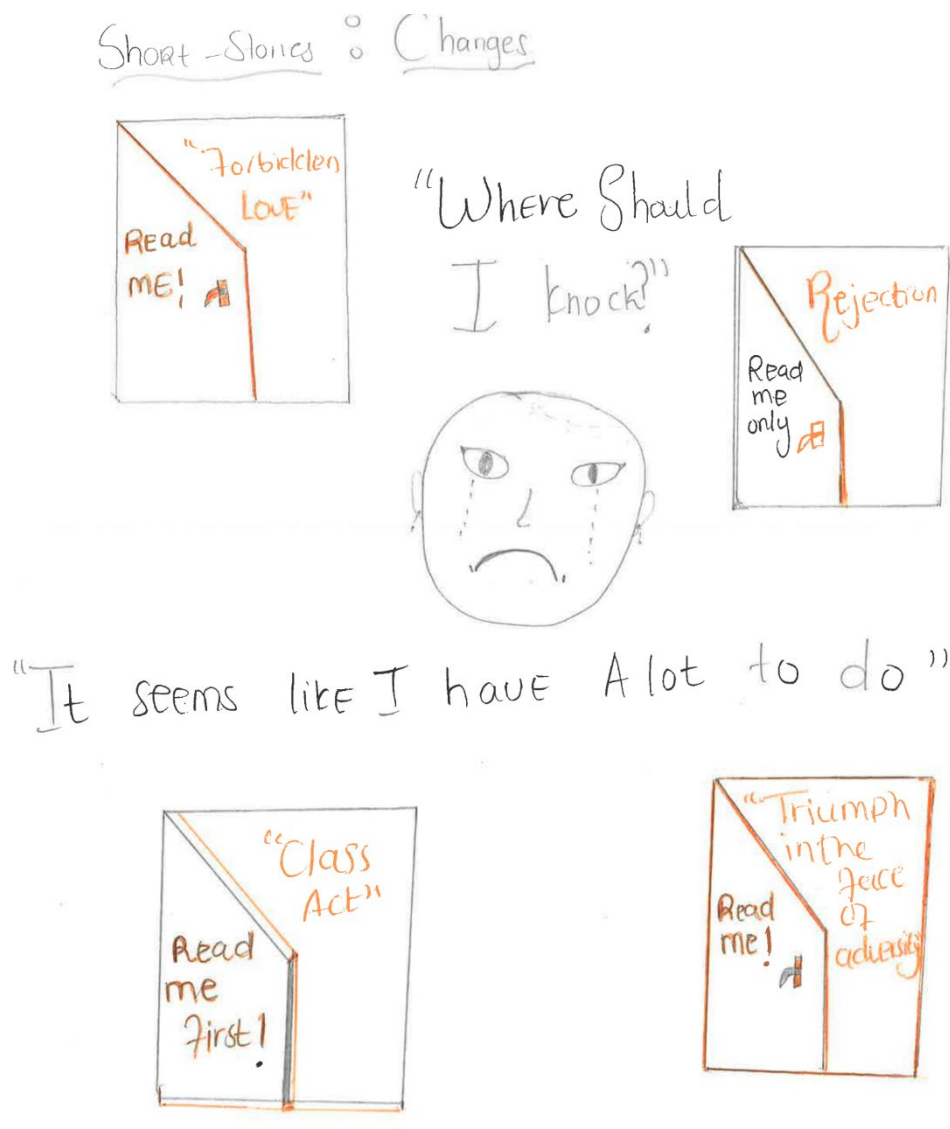 Short-Stories : Changes
"Forbidden
LOVE"
REad
ME!
"WhErE Should
I knock?"
Rejection
REad
me
only
"It seems likE I havE A lot to do"
"Class
Act"
REad
me
First!
"Triumph
in the
Face
of
adversity
REad
me!